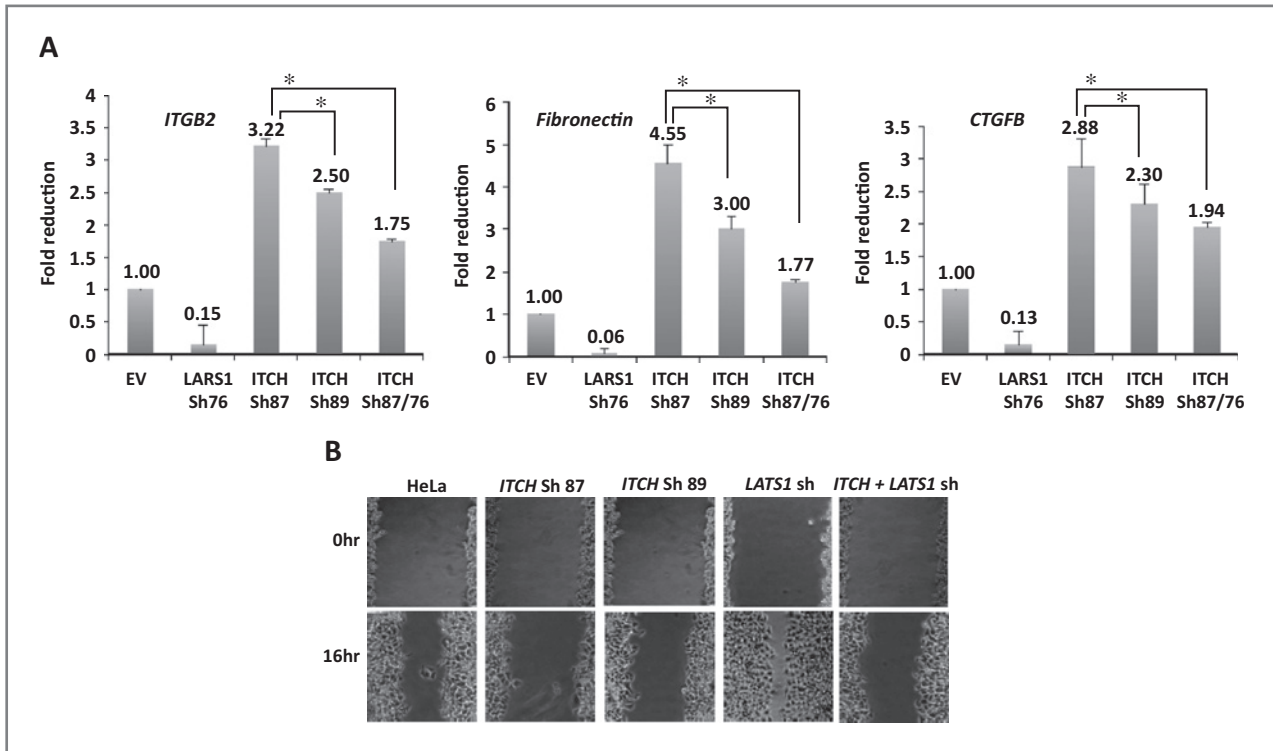 A
ITGB2
Fold reduction
4
3.5
3
2.5
2
1.5
1
0.5
0
1.00
0.15
3.22
2.50
1.75
*
*
EV
LARS1 Sh76
ITCH Sh87
ITCH Sh89
ITCH Sh87/76
Fibronectin
Fold reduction
6
5
4
3
2
1
0
1.00
0.06
4.55
3.00
1.77
*
*
EV
LARS1 Sh76
ITCH Sh87
ITCH Sh89
ITCH Sh87/76
CTGFB
Fold reduction
3.5
3
2.5
2
1.5
1
0.5
0
1.00
0.13
2.88
2.30
1.94
*
*
EV
LARS1 Sh76
ITCH Sh87
ITCH Sh89
ITCH Sh87/76
B
HeLa
ITCH Sh 87
ITCH Sh 89
LATS1 sh
ITCH + LATS1 sh
0hr
16hr